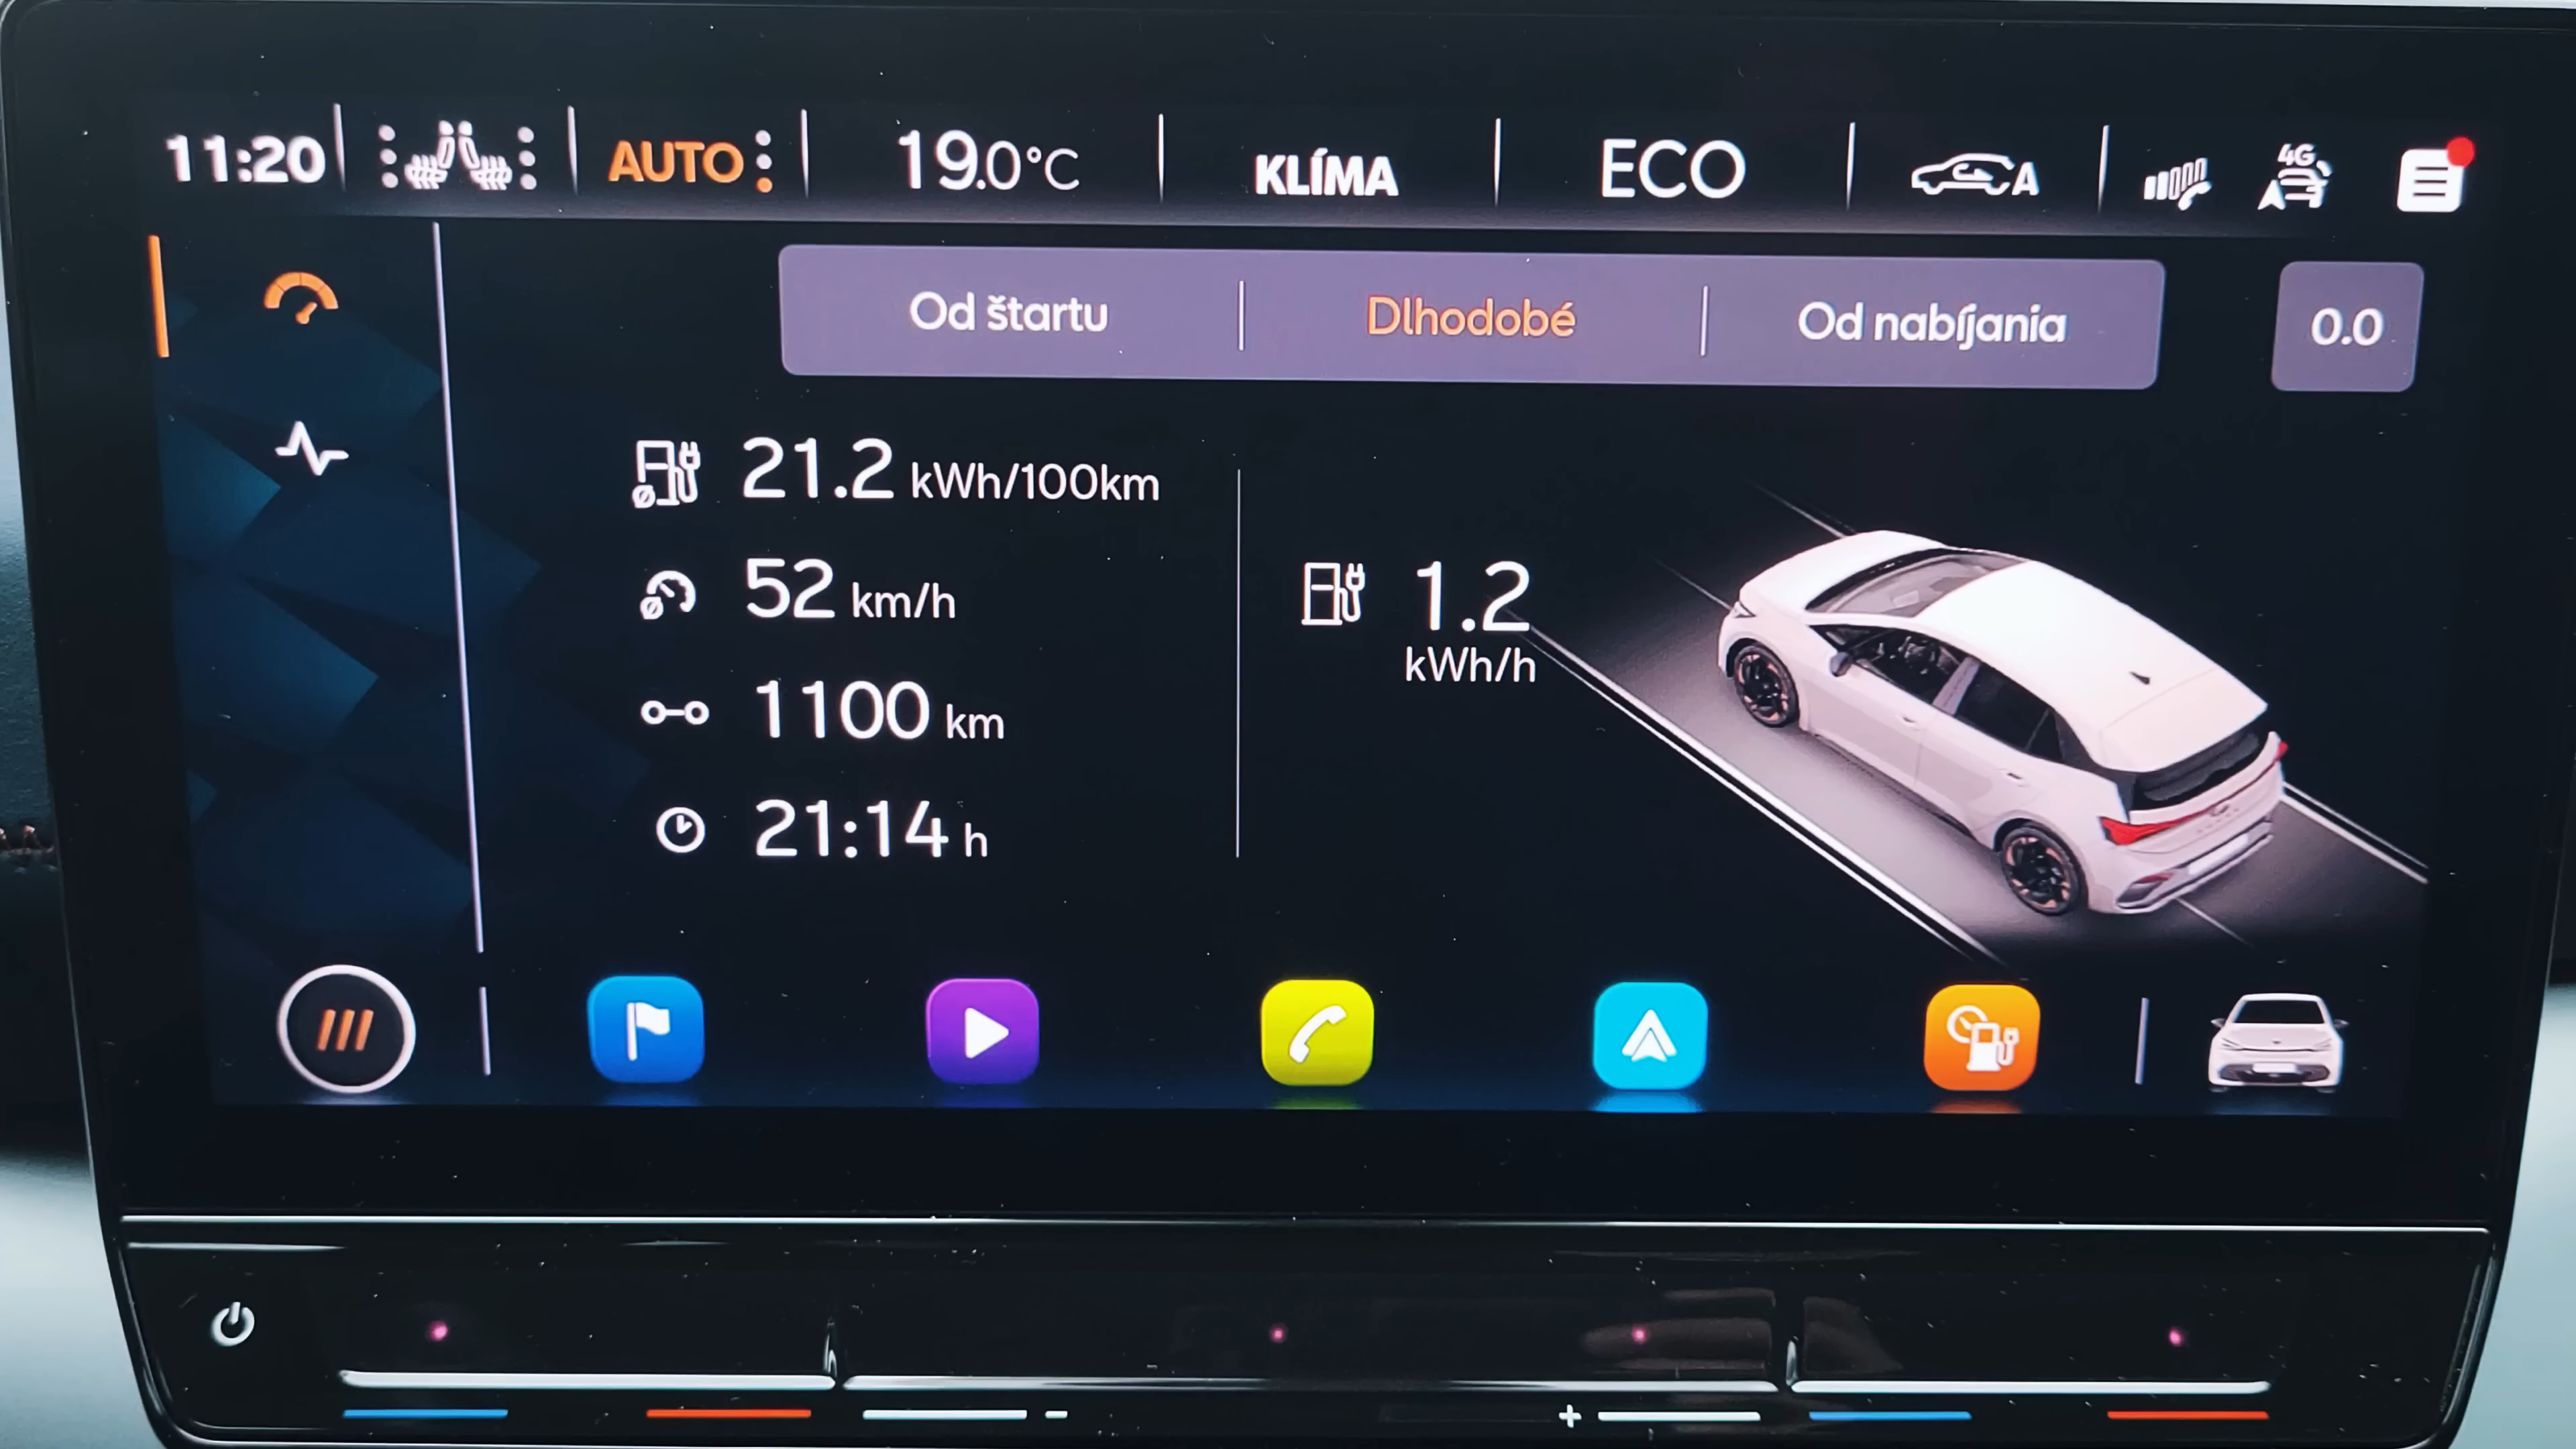 11:20 AUTO 19.0°C KLÍMA ECO A 4G
Od štartu Dlhodobé Od nabíjania 0.0
21.2 kWh/100km
52 km/h
1100 km
21:14 h
1.2
kWh/h
- +